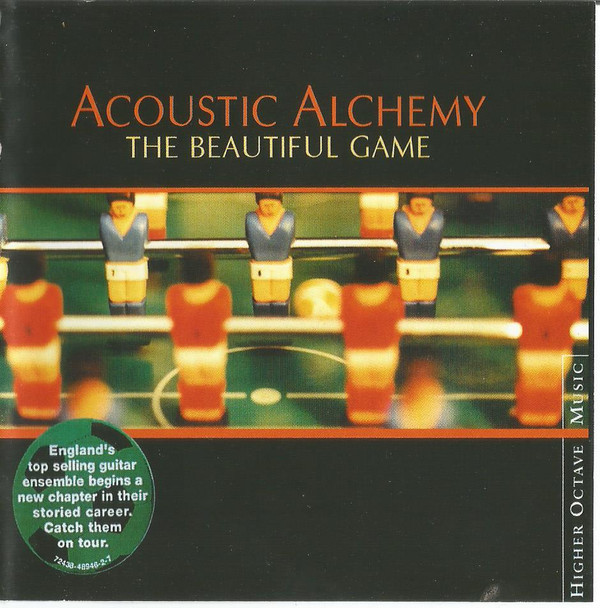 ACOUSTIC ALCHEMY
THE BEAUTIFUL GAME
England's
top selling guitar
ensemble begins a
new chapter in their
storied career.
Catch them
on tour.
72438-48946-2-7
HIGHER OCTAVE MUSIC